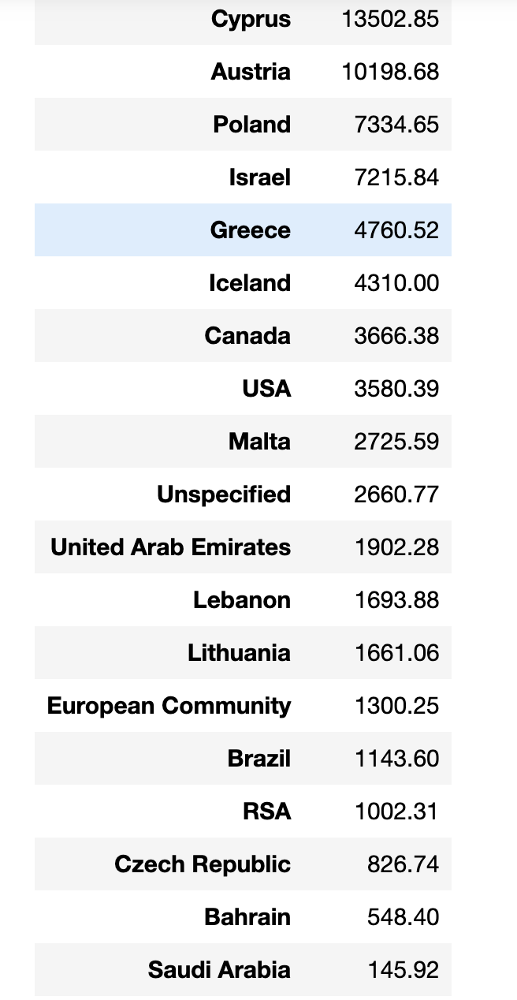 Cyprus 13502.85
Austria 10198.68
Poland 7334.65
Israel 7215.84
Greece 4760.52
Iceland 4310.00
Canada 3666.38
USA 3580.39
Malta 2725.59
Unspecified 2660.77
United Arab Emirates 1902.28
Lebanon 1693.88
Lithuania 1661.06
European Community 1300.25
Brazil 1143.60
RSA 1002.31
Czech Republic 826.74
Bahrain 548.40
Saudi Arabia 145.92